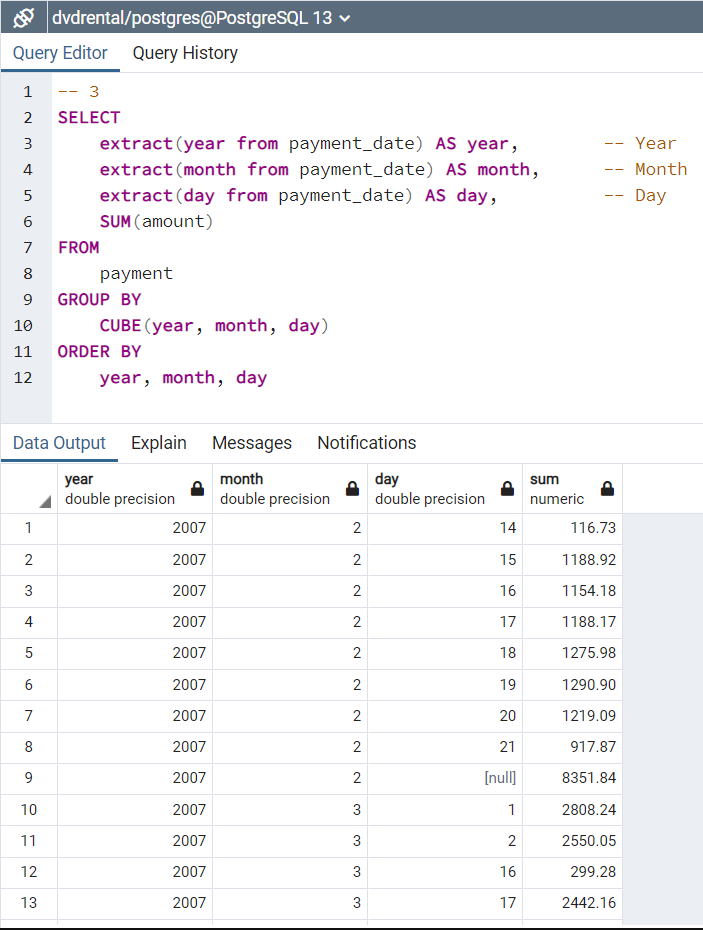 dvdrental/postgres@PostgreSQL 13
Query Editor Query History
1 -- 3
2 SELECT
3 extract(year from payment_date) AS year, -- Year
4 extract(month from payment_date) AS month, -- Month
5 extract(day from payment_date) AS day, -- Day
6 SUM(amount)
7 FROM
8 payment
9 GROUP BY
10 CUBE(year, month, day)
11 ORDER BY
12 year, month, day
Data Output Explain Messages Notifications
year month day sum
double precision double precision double precision numeric
1 2007 2 14 116.73
2 2007 2 15 1188.92
3 2007 2 16 1154.18
4 2007 2 17 1188.17
5 2007 2 18 1275.98
6 2007 2 19 1290.90
7 2007 2 20 1219.09
8 2007 2 21 917.87
9 2007 2 [null] 8351.84
10 2007 3 1 2808.24
11 2007 3 2 2550.05
12 2007 3 16 299.28
13 2007 3 17 2442.16